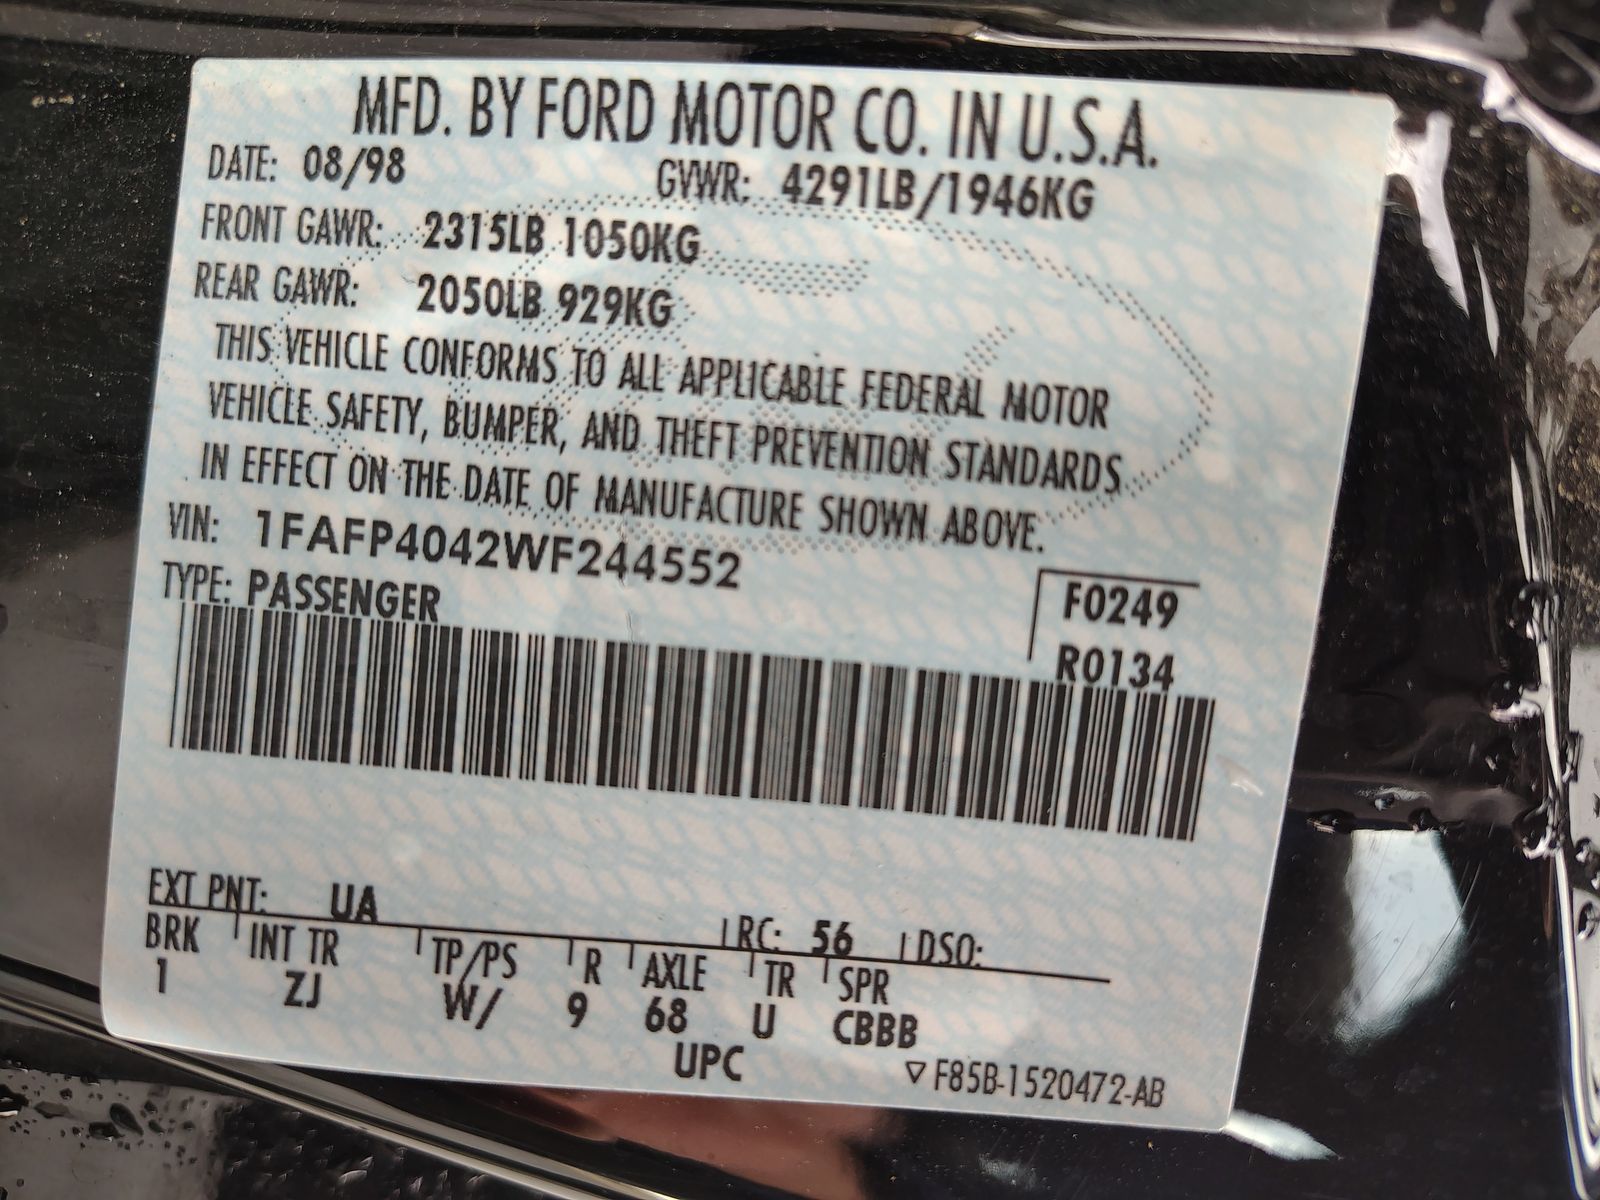 MFD. BY FORD MOTOR CO. IN U.S.A.
DATE: 08/98 GVWR: 4291LB/1946KG
FRONT GAWR: 2315LB 1050KG
REAR GAWR: 2050LB 929KG
THIS VEHICLE CONFORMS TO ALL APPLICABLE FEDERAL MOTOR
VEHICLE SAFETY, BUMPER, AND THEFT PREVENTION STANDARDS
IN EFFECT ON THE DATE OF MANUFACTURE SHOWN ABOVE.
VIN: 1FAFP4042WF244552
TYPE: PASSENGER
F0249
R0134
EXT PNT: UA RC: 56 DSO:
BRK INT TR TP/PS R AXLE TR SPR
1 ZJ W/ 9 68 U CBBB
UPC
▽ F85B-1520472-AB